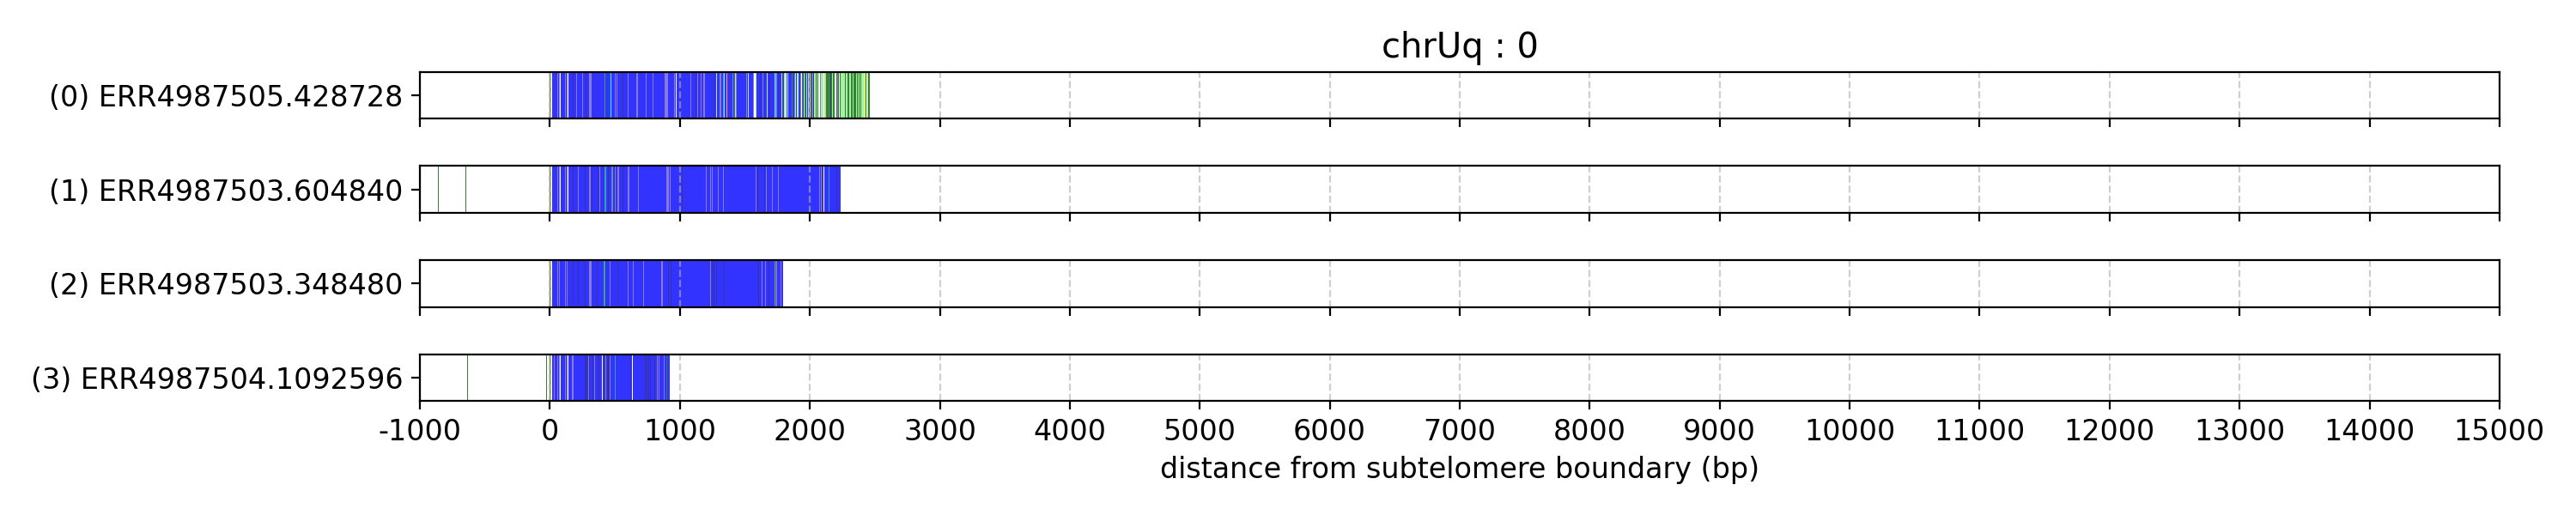 chrUq : 0
(0) ERR4987505.428728
(1) ERR4987503.604840
(2) ERR4987503.348480
(3) ERR4987504.1092596
-1000 0 1000 2000 3000 4000 5000 6000 7000 8000 9000 10000 11000 12000 13000 14000 15000
distance from subtelomere boundary (bp)